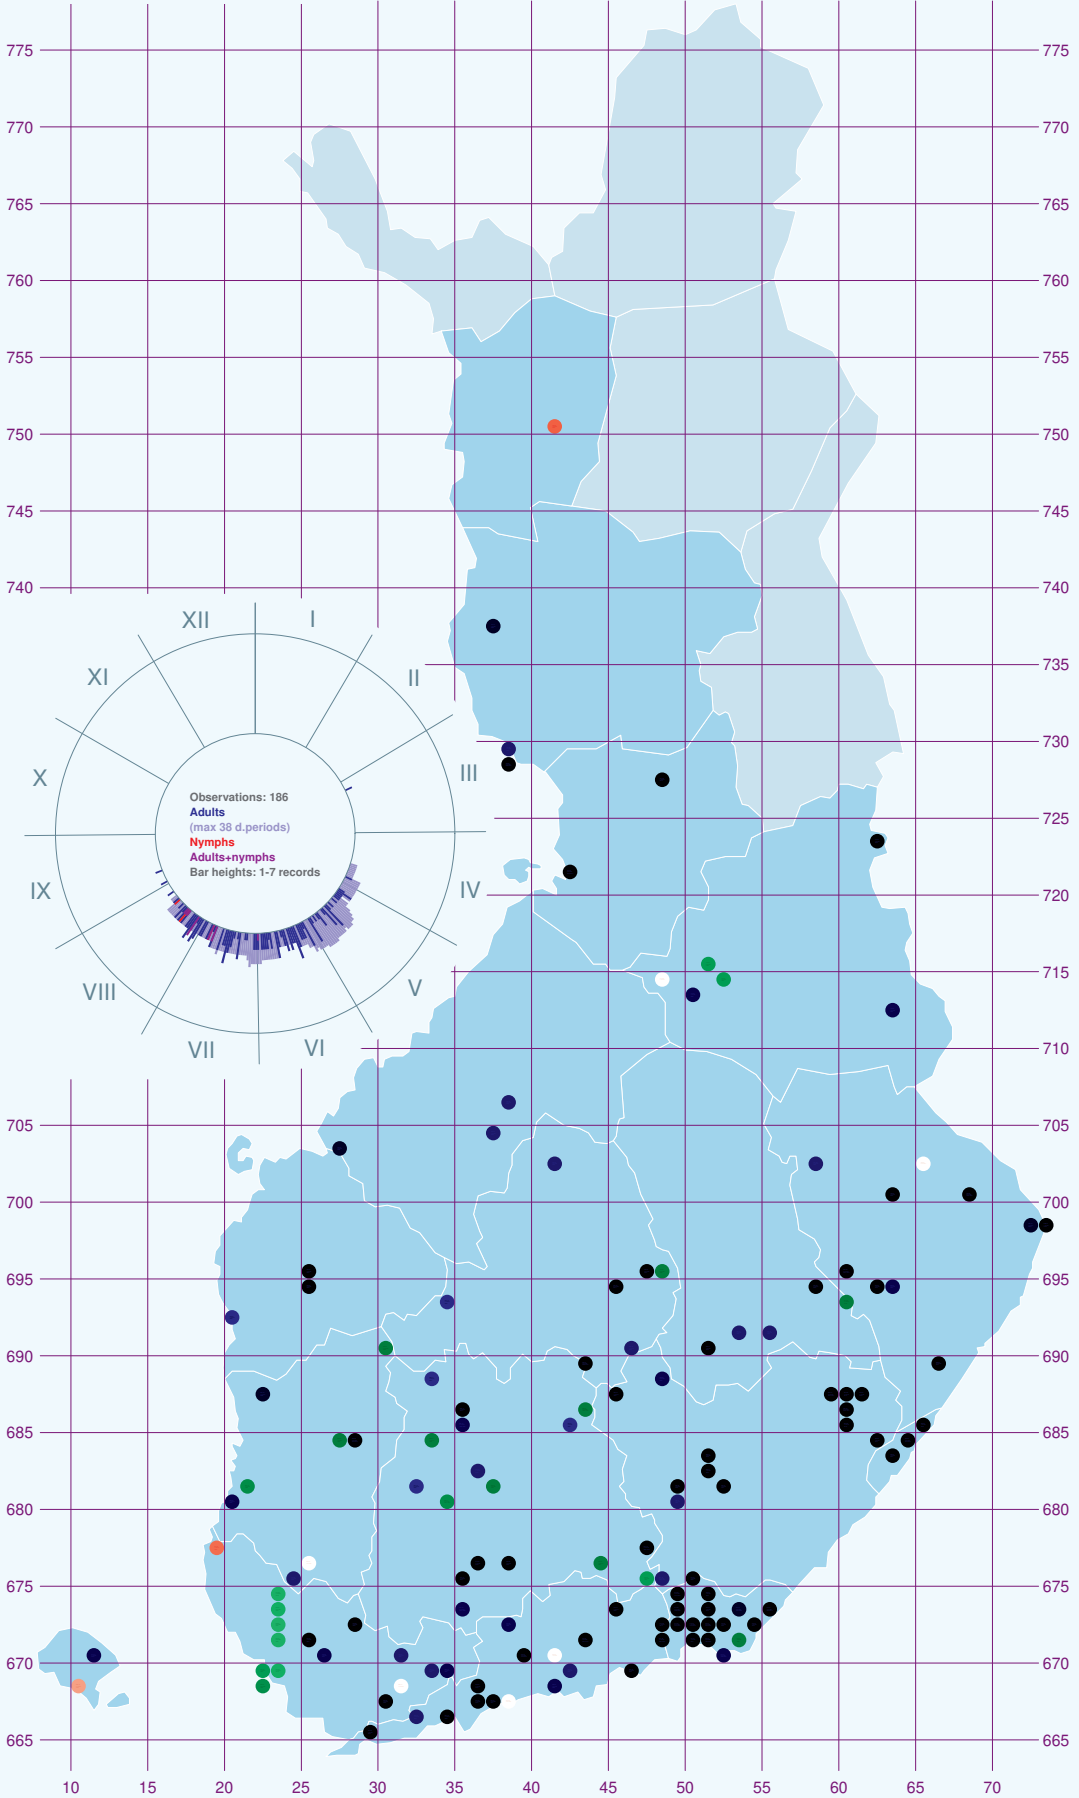 775 775
770 770
765 765
760 760
755 755
750 750
745 745
740 740
XII I
XI II
735
730
X III
Observations: 186
Adults
(max 38 d.periods)
Nymphs
Adults+nymphs
Bar heights: 1-7 records
725
IX IV
720
VIII V
715
VII VI
710
705 705
700 700
695 695
690 690
685 685
680 680
675 675
670 670
665 665
10 15 20 25 30 35 40 45 50 55 60 65 70